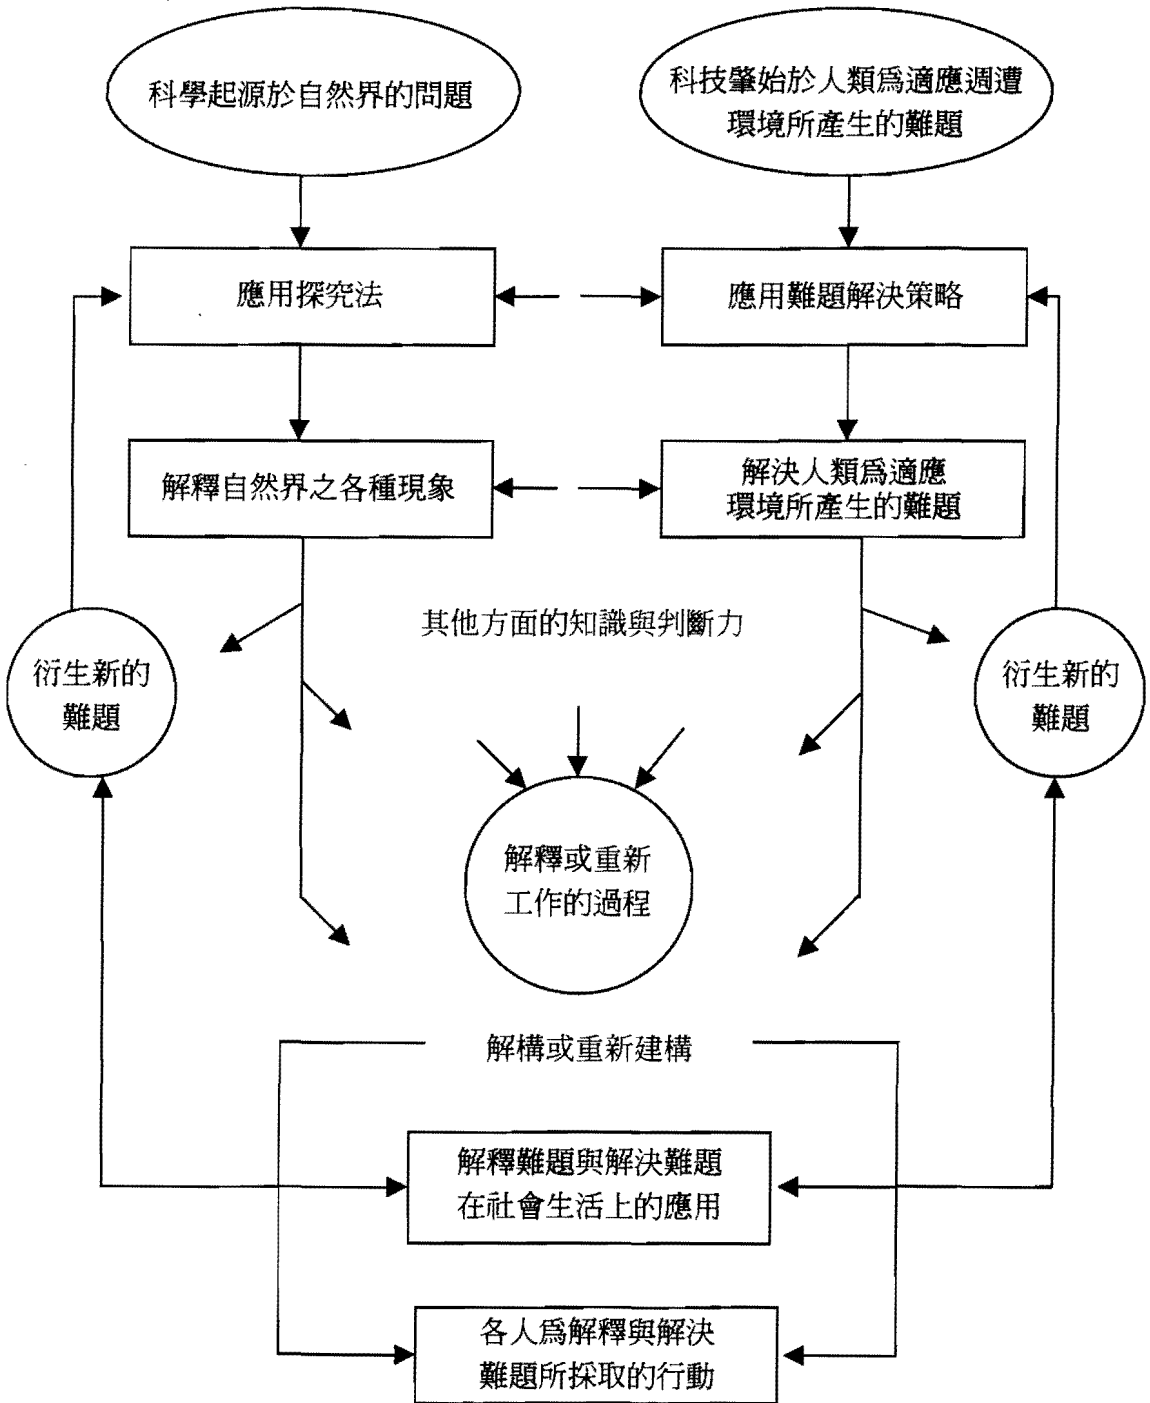 科學起源於自然界的問題
科技肇始於人類爲適應週遭
環境所產生的難題
應用探究法
應用難題解決策略
解釋自然界之各種現象
解決人類爲適應
環境所產生的難題
其他方面的知識與判斷力
衍生新的
難題
衍生新的
難題
解釋或重新
工作的過程
解構或重新建構
解釋難題與解決難題
在社會生活上的應用
各人爲解釋與解決
難題所採取的行動